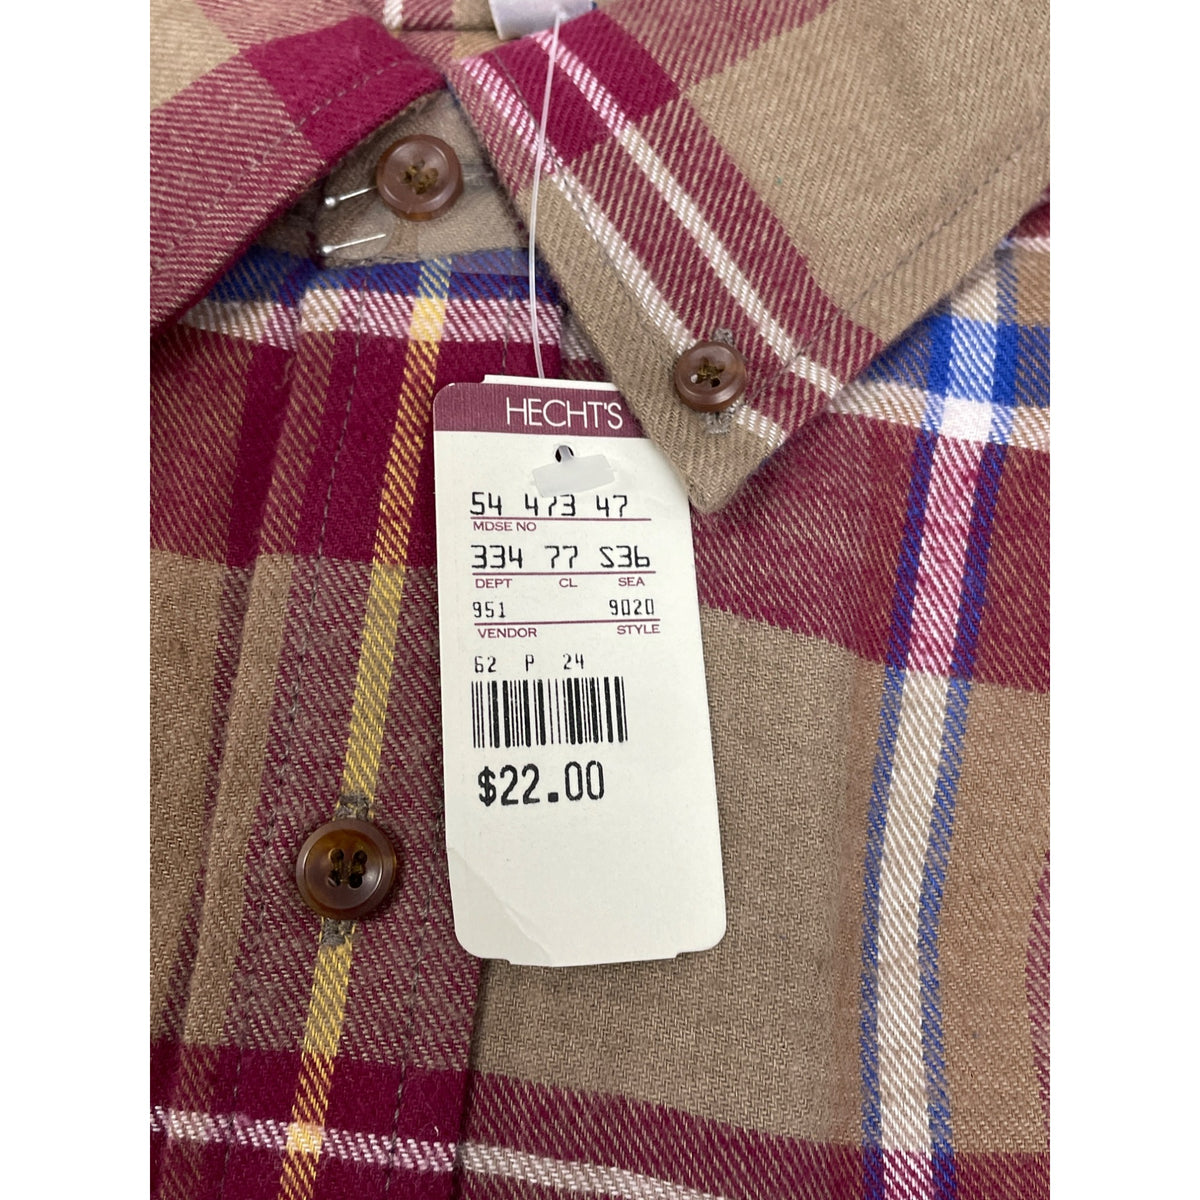 HECHT'S
54 473 47
MDSE NO
334 77 S36
DEPT CL SEA
951 9020
VENDOR STYLE
62 P 24
$22.00